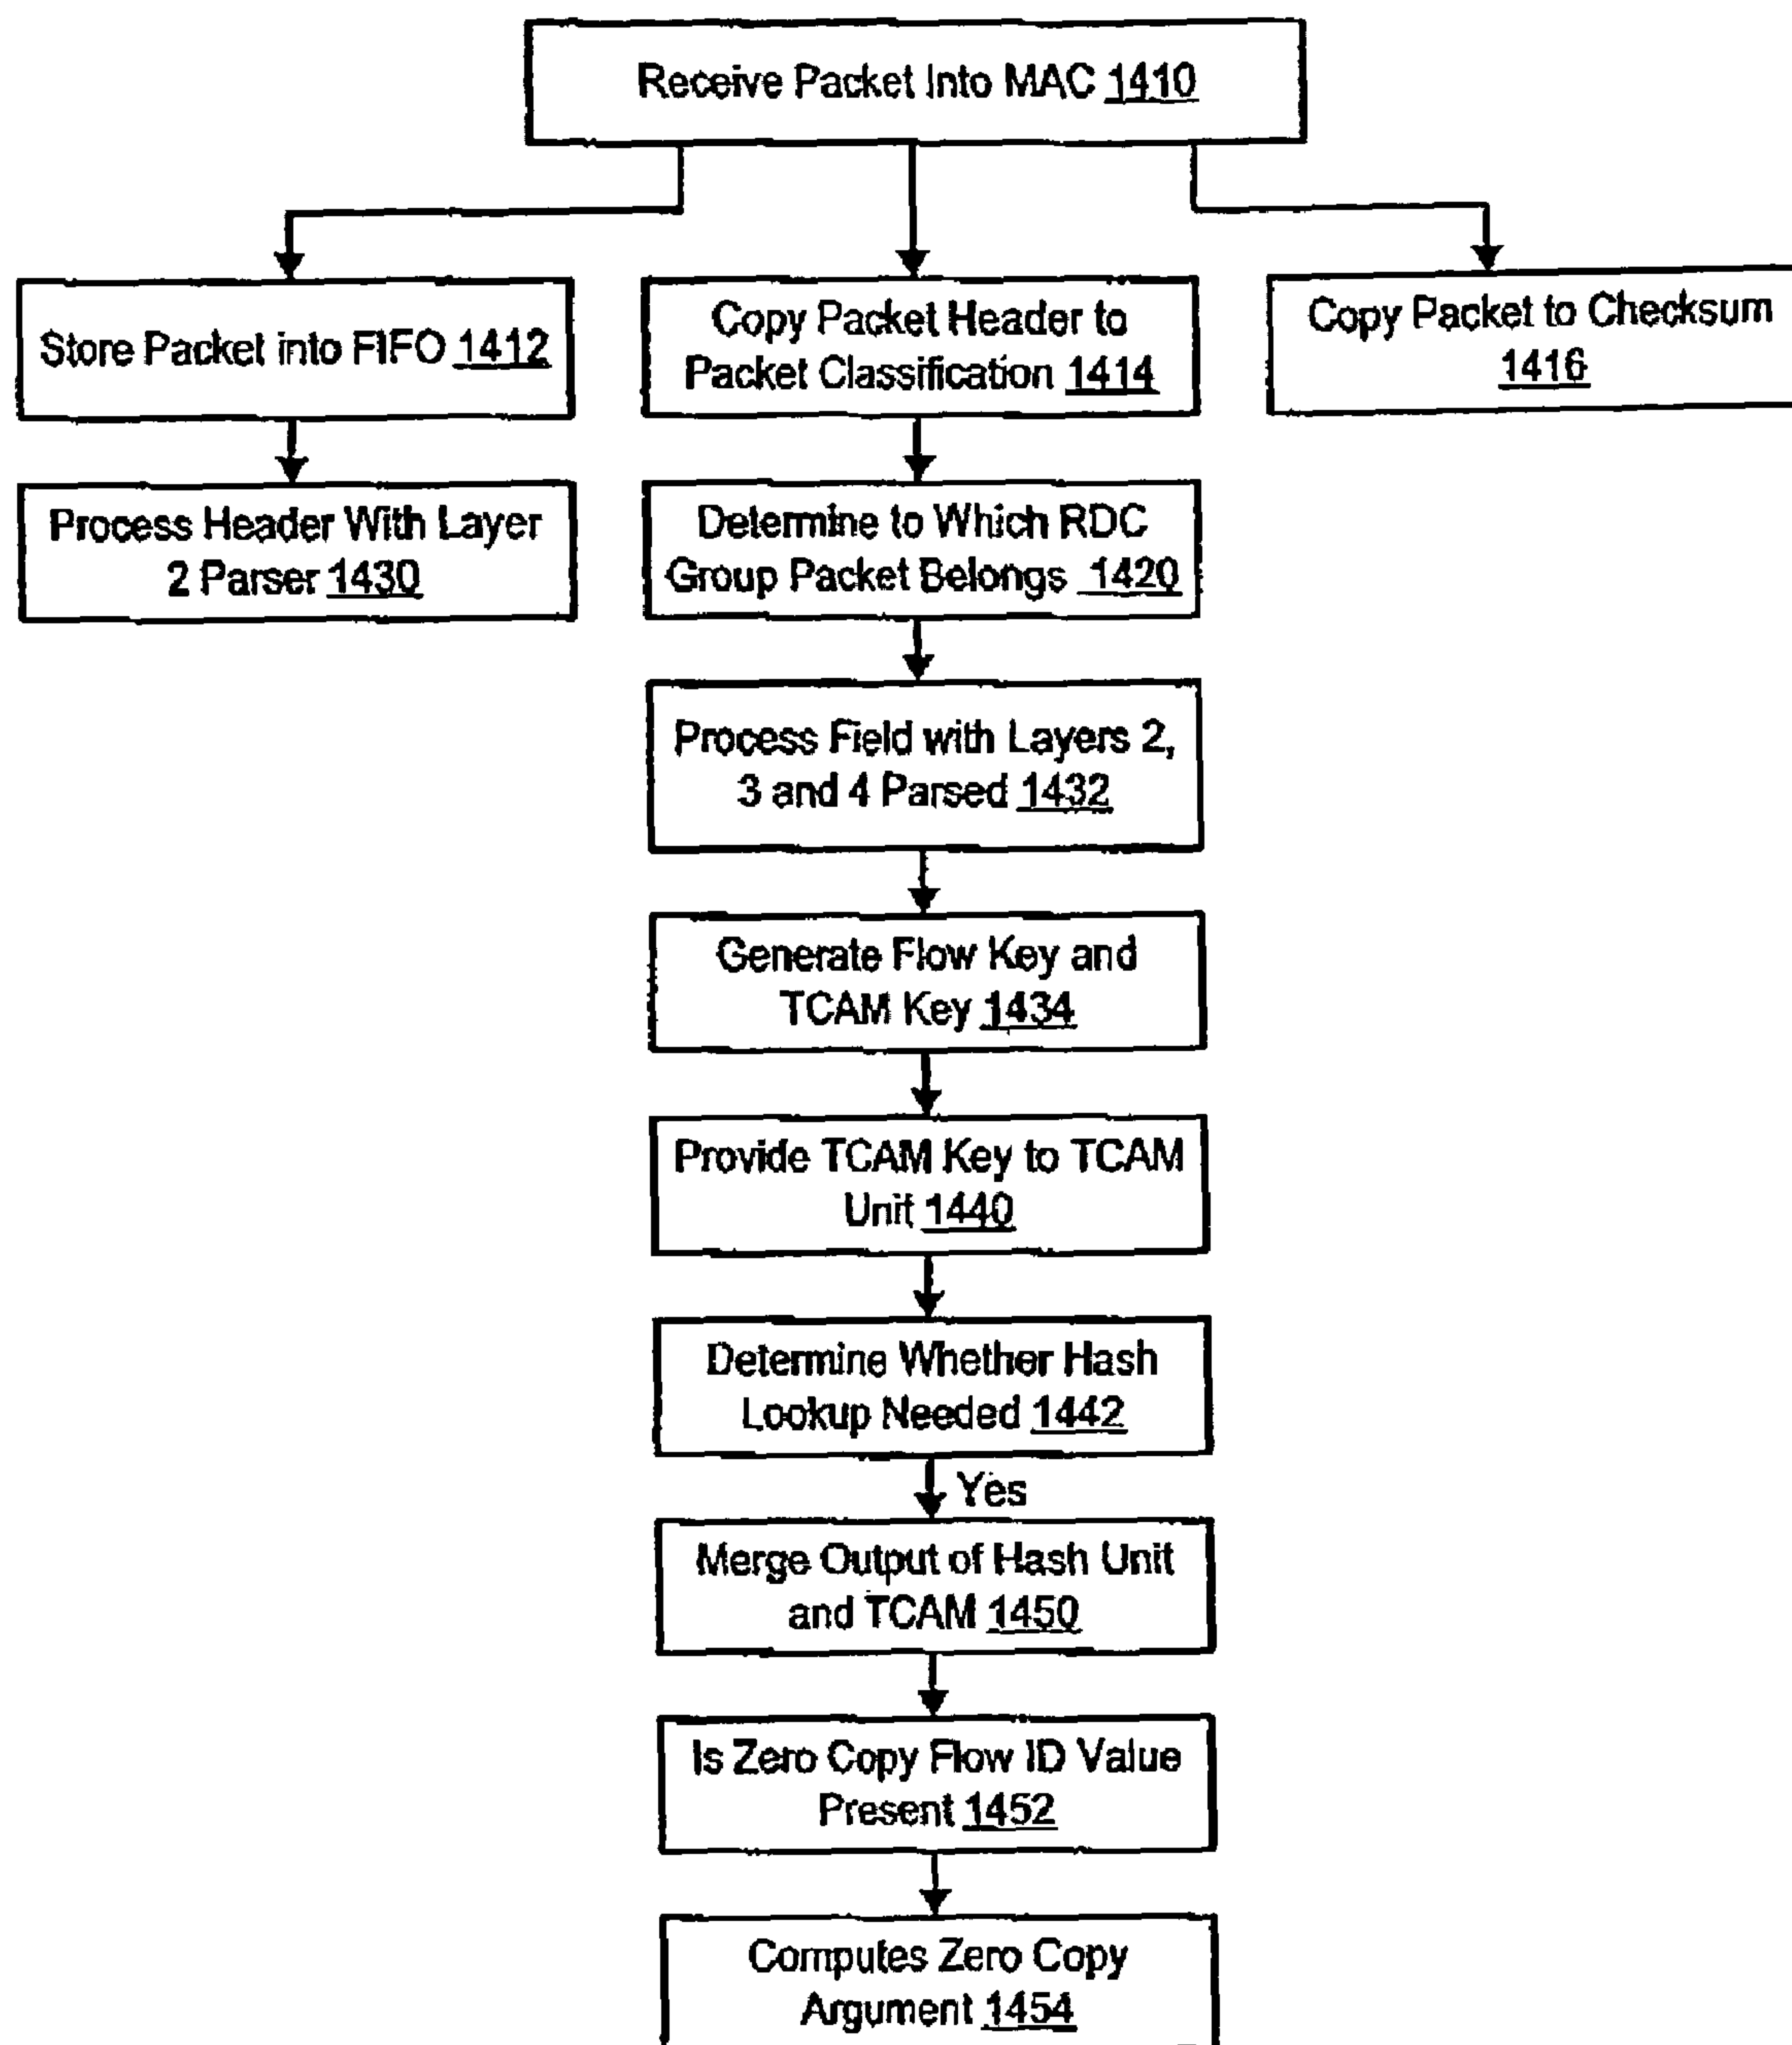 Receive Packet Into MAC 1410
Store Packet into FIFO 1412
Copy Packet Header to
Packet Classification 1414
Copy Packet to Checksum
1416
Process Header With Layer
2 Parser 1430
Determine to Which RDC
Group Packet Belongs 1420
Process Field with Layers 2,
3 and 4 Parsed 1432
Generate Flow Key and
TCAM Key 1434
Provide TCAM Key to TCAM
Unit 1440
Determine Whether Hash
Lookup Needed 1442
Yes
Merge Output of Hash Unit
and TCAM 1450
Is Zero Copy Flow ID Value
Present 1452
Computes Zero Copy
Argument 1454